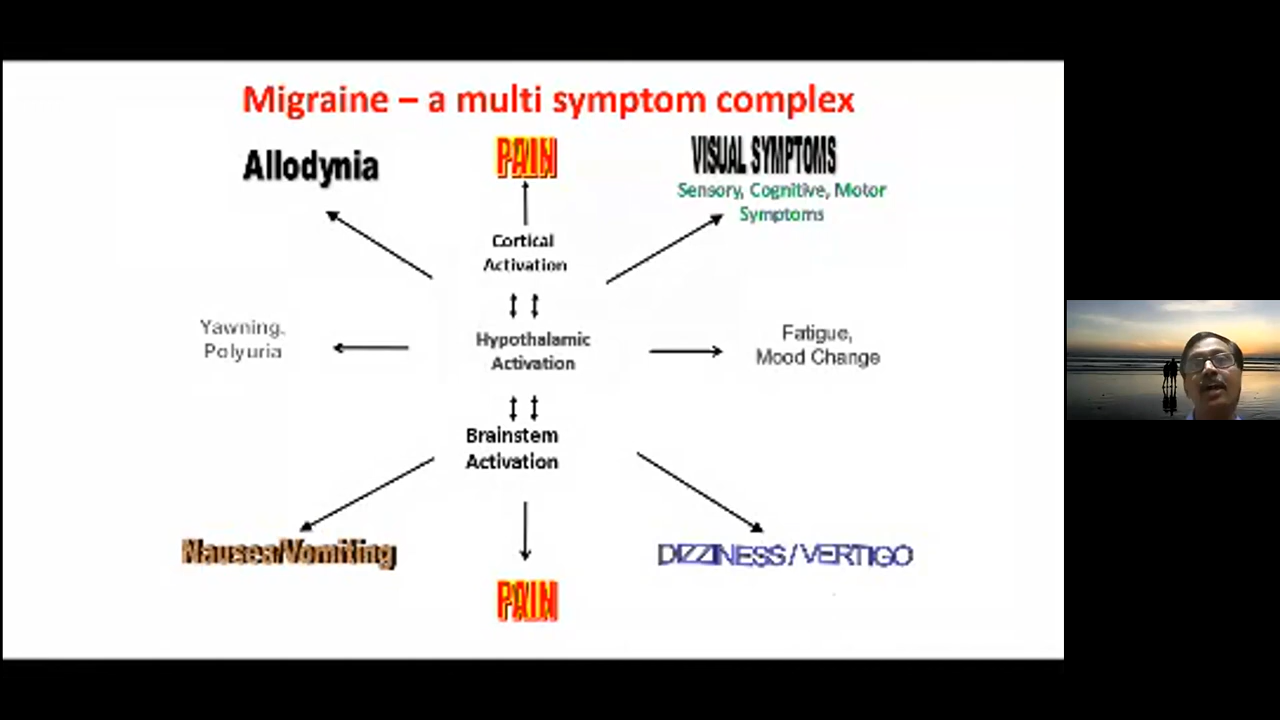 Migraine – a multi symptom complex
Allodynia
PAIN
VISUAL SYMPTOMS
Sensory, Cognitive, Motor
Symptoms
Cortical
Activation
Yawning,
Polyuria
Hypothalamic
Activation
Fatigue,
Mood Change
Brainstem
Activation
Nausea/Vomiting
PAIN
DIZZINESS/VERTIGO